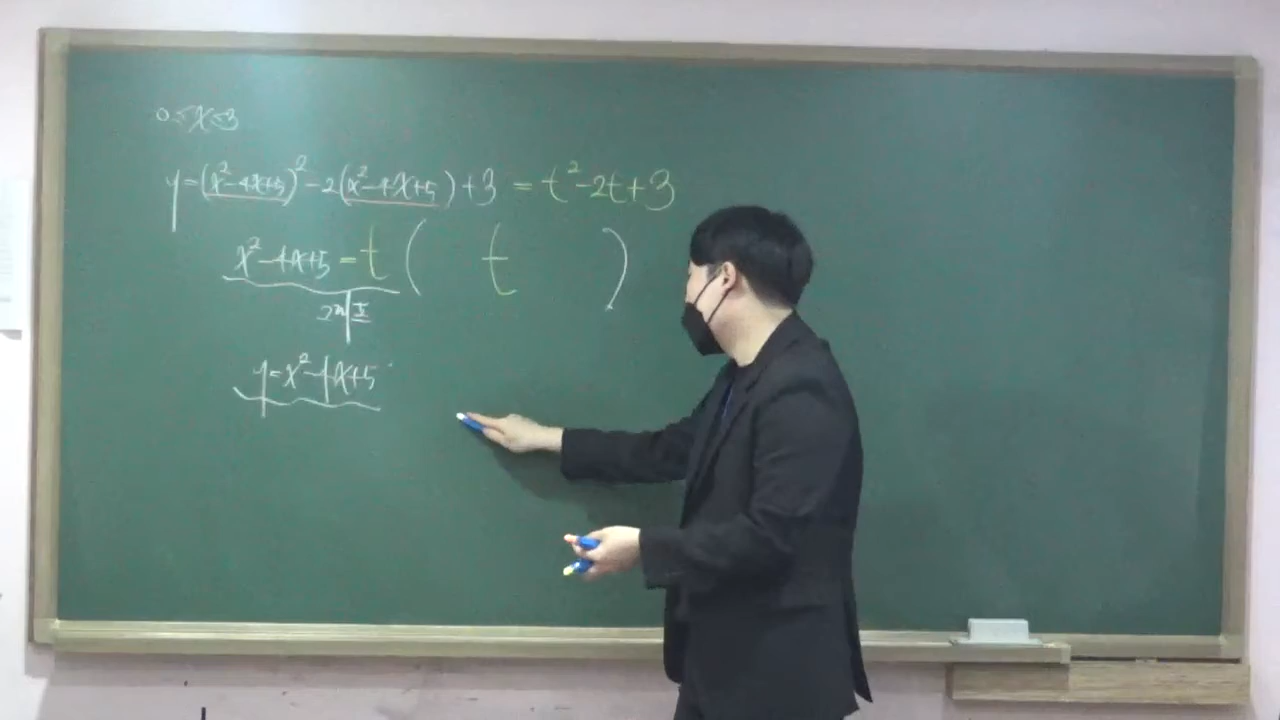 0≤x≤3
y=(x²-4x+5)²-2(x²-4x+5)+3=t²-2t+3
x²-4x+5=t( t )
y=x²-4x+5